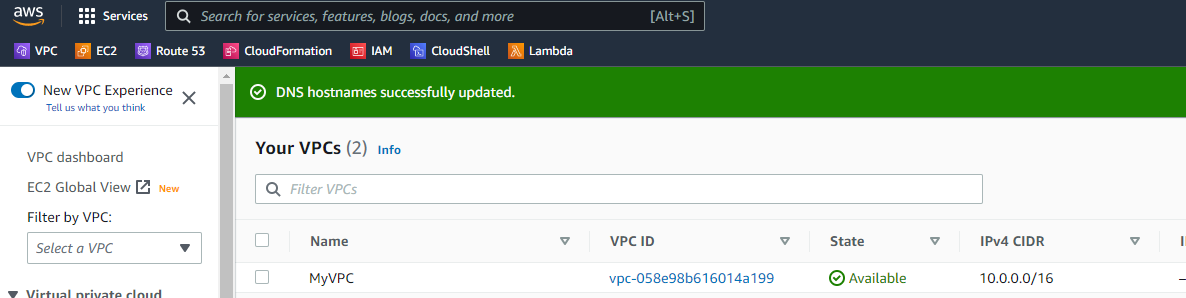 aws Services Search for services, features, blogs, docs, and more [Alt+S]
VPC EC2 Route 53 CloudFormation IAM CloudShell Lambda
New VPC Experience
Tell us what you think
VPC dashboard
EC2 Global View New
Filter by VPC:
Select a VPC
Virtual private cloud
DNS hostnames successfully updated.
Your VPCs (2) Info
Filter VPCs
Name VPC ID State IPv4 CIDR
MyVPC vpc-058e98b616014a199 Available 10.0.0.0/16 –